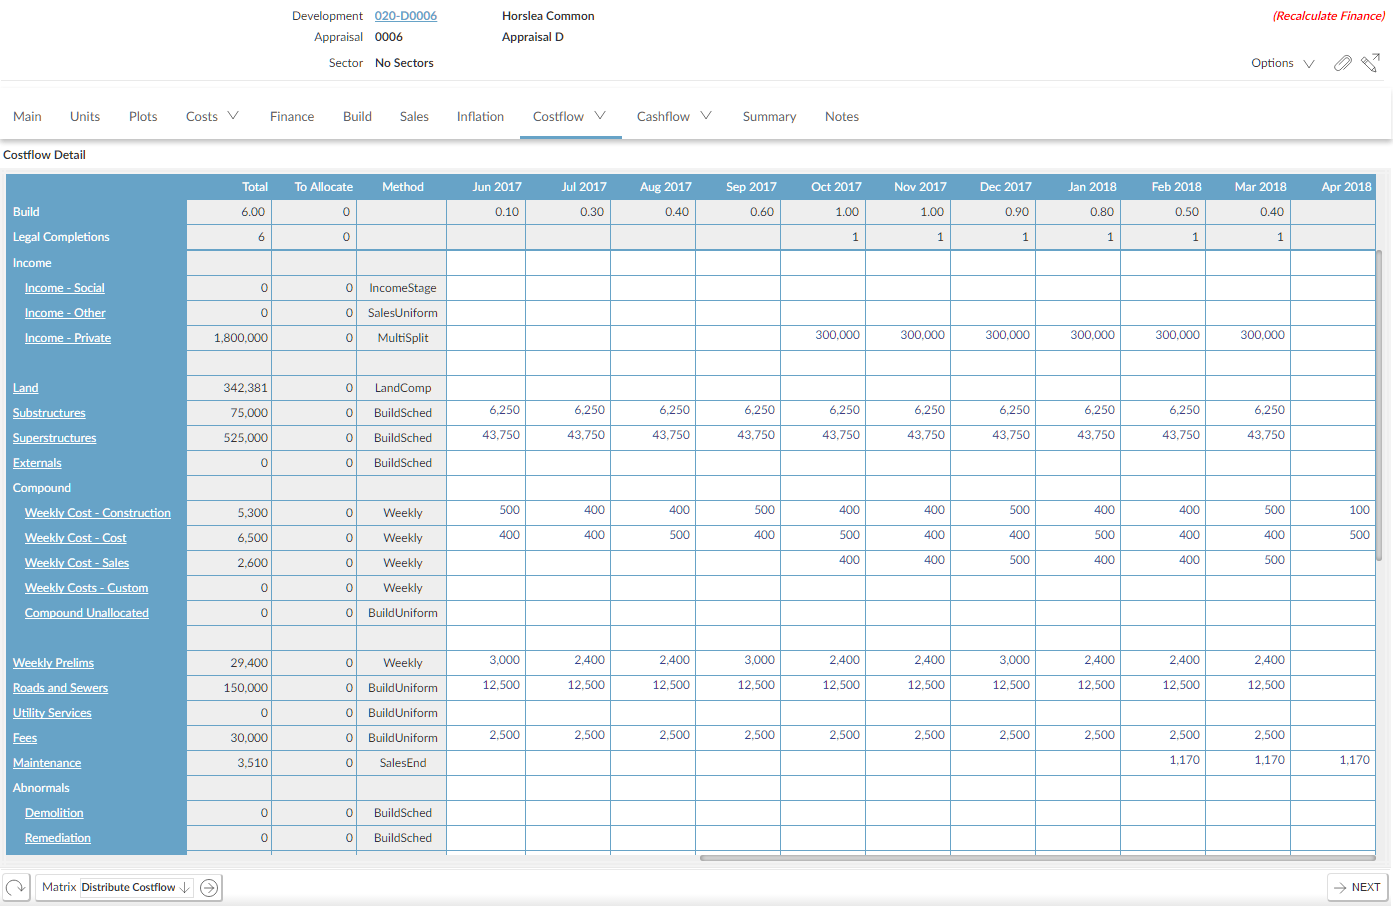 Development 020-D0006 Horslea Common (Recalculate Finance)
Appraisal 0006 Appraisal D
Sector No Sectors
Options
Main Units Plots Costs Finance Build Sales Inflation Costflow Cashflow Summary Notes
Costflow Detail
Total To Allocate Method Jun 2017 Jul 2017 Aug 2017 Sep 2017 Oct 2017 Nov 2017 Dec 2017 Jan 2018 Feb 2018 Mar 2018 Apr 2018
Build 6.00 0 0.10 0.30 0.40 0.60 1.00 1.00 0.90 0.80 0.50 0.40
Legal Completions 6 0 1 1 1 1 1 1
Income
Income - Social 0 0 IncomeStage
Income - Other 0 0 SalesUniform
Income - Private 1,800,000 0 MultiSplit 300,000 300,000 300,000 300,000 300,000 300,000
Land 342,381 0 LandComp
Substructures 75,000 0 BuildSched 6,250 6,250 6,250 6,250 6,250 6,250 6,250 6,250 6,250 6,250
Superstructures 525,000 0 BuildSched 43,750 43,750 43,750 43,750 43,750 43,750 43,750 43,750 43,750 43,750
Externals 0 0 BuildSched
Compound
Weekly Cost - Construction 5,300 0 Weekly 500 400 400 500 400 400 500 400 400 500 100
Weekly Cost - Cost 6,500 0 Weekly 400 400 500 400 500 400 400 500 400 400 500
Weekly Cost - Sales 2,600 0 Weekly 400 400 500 400 400 500
Weekly Costs - Custom 0 0 Weekly
Compound Unallocated 0 0 BuildUniform
Weekly Prelims 29,400 0 Weekly 3,000 2,400 2,400 3,000 2,400 2,400 3,000 2,400 2,400 2,400
Roads and Sewers 150,000 0 BuildUniform 12,500 12,500 12,500 12,500 12,500 12,500 12,500 12,500 12,500 12,500
Utility Services 0 0 BuildUniform
Fees 30,000 0 BuildUniform 2,500 2,500 2,500 2,500 2,500 2,500 2,500 2,500 2,500 2,500
Maintenance 3,510 0 SalesEnd 1,170 1,170 1,170
Abnormals
Demolition 0 0 BuildSched
Remediation 0 0 BuildSched
Matrix Distribute Costflow NEXT